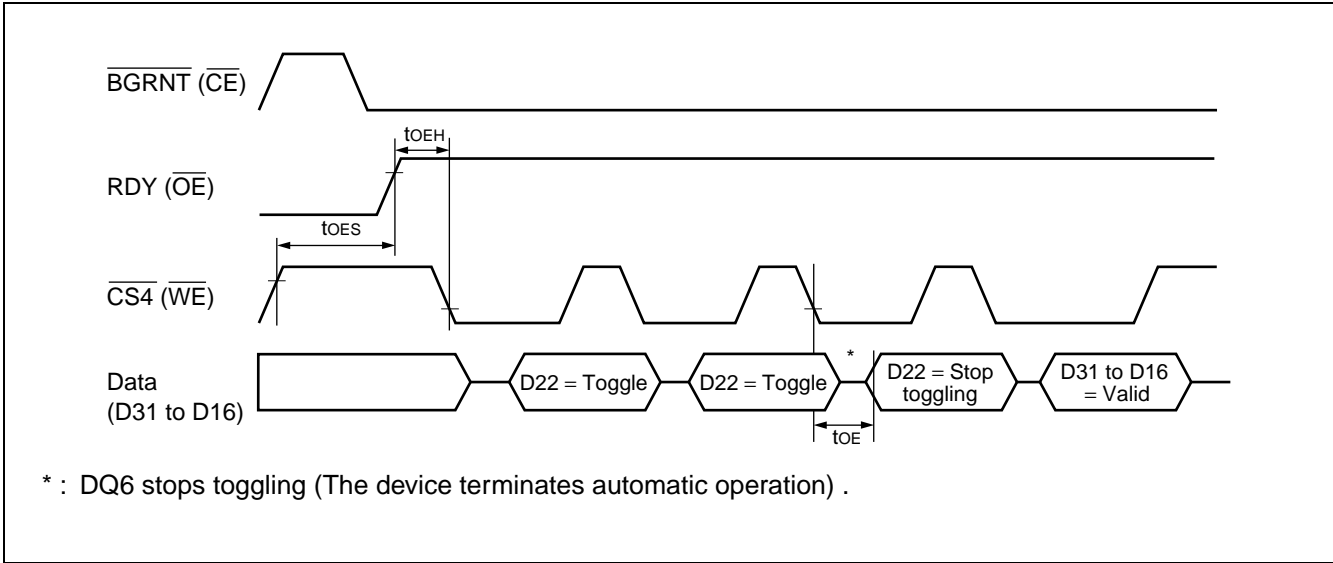 BGRNT (CE)
tOEH
RDY (OE)
tOES
CS4 (WE)
*
Data
(D31 to D16)
D22 = Toggle
D22 = Toggle
D22 = Stop
toggling
D31 to D16
= Valid
tOE
* : DQ6 stops toggling (The device terminates automatic operation) .